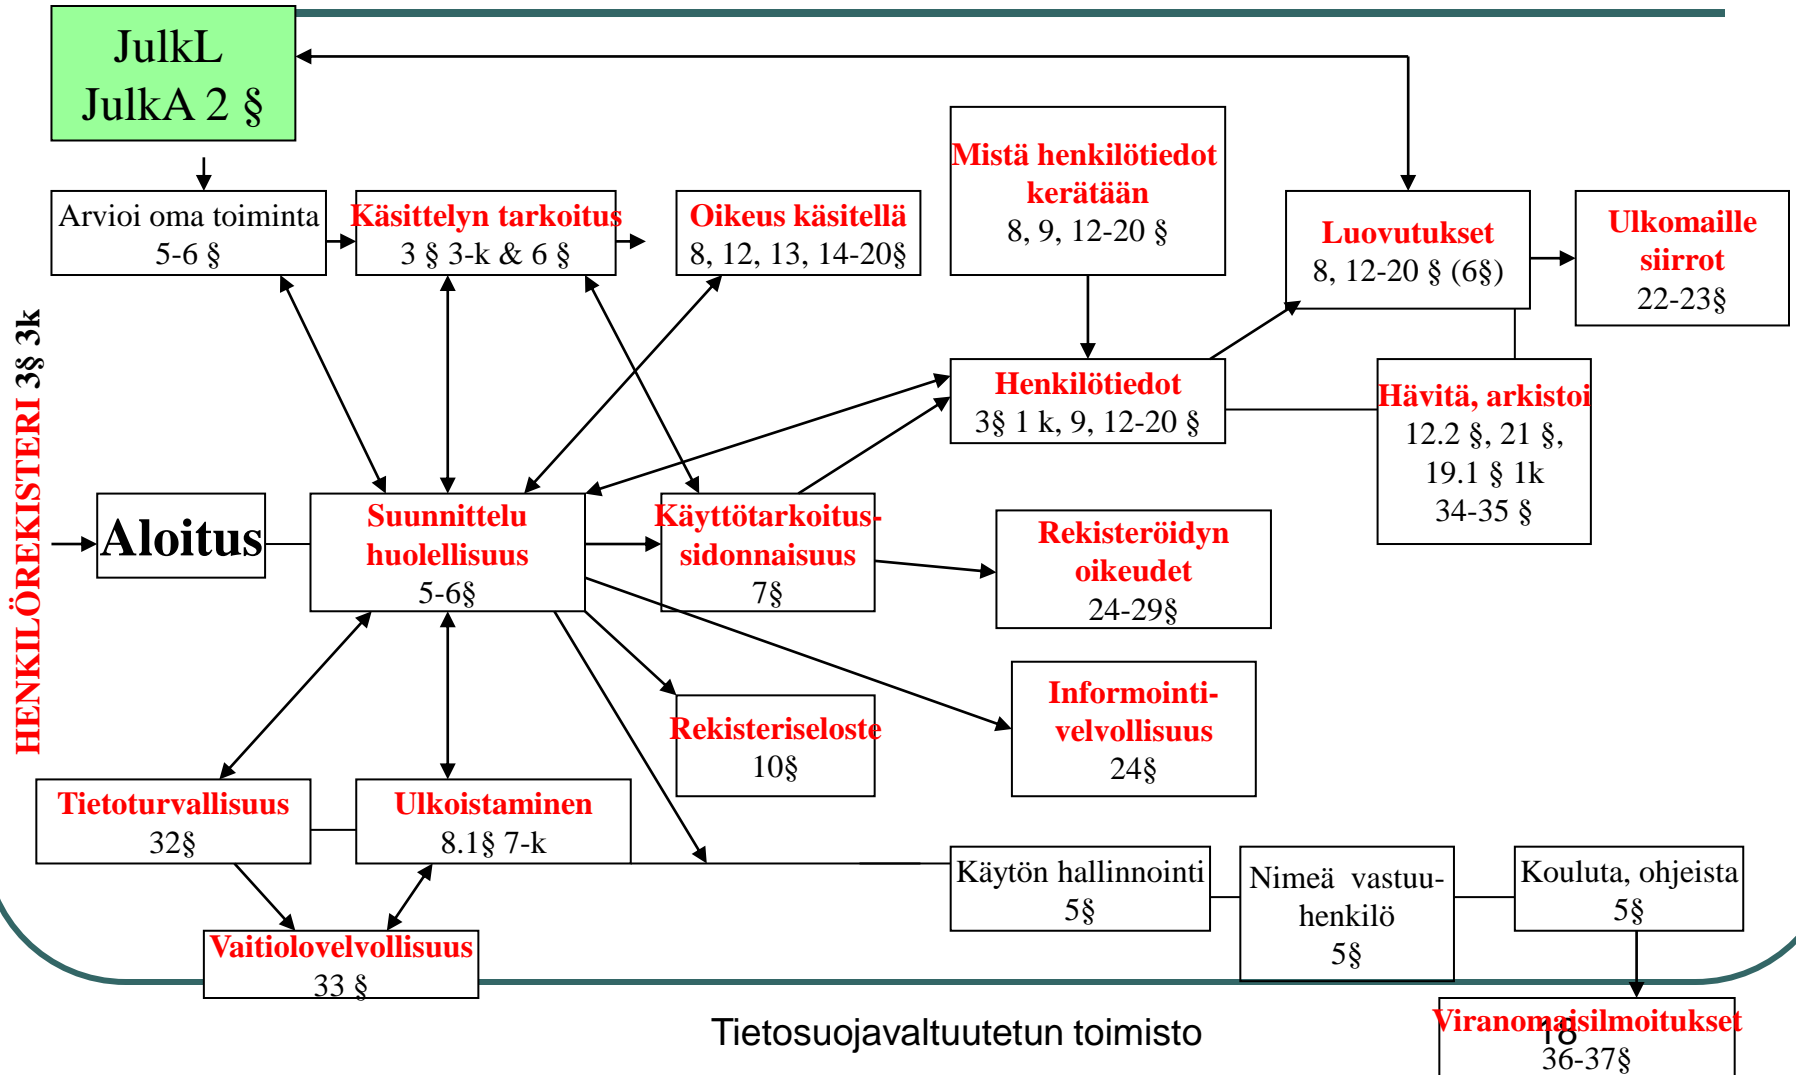 JulkL
JulkA 2 §
Arvioi oma toiminta
5-6 §
Käsittelyn tarkoitus
3 § 3-k & 6 §
Oikeus käsitellä
8, 12, 13, 14-20§
Mistä henkilötiedot
kerätään
8, 9, 12-20 §
Luovutukset
8, 12-20 § (6§)
Ulkomaille
siirrot
22-23§
HENKILÖREKISTERI 3§ 3k
Henkilötiedot
3§ 1 k, 9, 12-20 §
Hävitä, arkistoi
12.2 §, 21 §,
19.1 § 1k
34-35 §
Aloitus
Suunnittelu
huolellisuus
5-6§
Käyttötarkoitus-
sidonnaisuus
7§
Rekisteröidyn
oikeudet
24-29§
Rekisteriseloste
10§
Informointi-
velvollisuus
24§
Tietoturvallisuus
32§
Ulkoistaminen
8.1§ 7-k
Käytön hallinnointi
5§
Nimeä vastuu-
henkilö
5§
Kouluta, ohjeista
5§
Vaitiolovelvollisuus
33 §
Viranomaisilmoitukset
36-37§
Tietosuojavaltuutetun toimisto
18